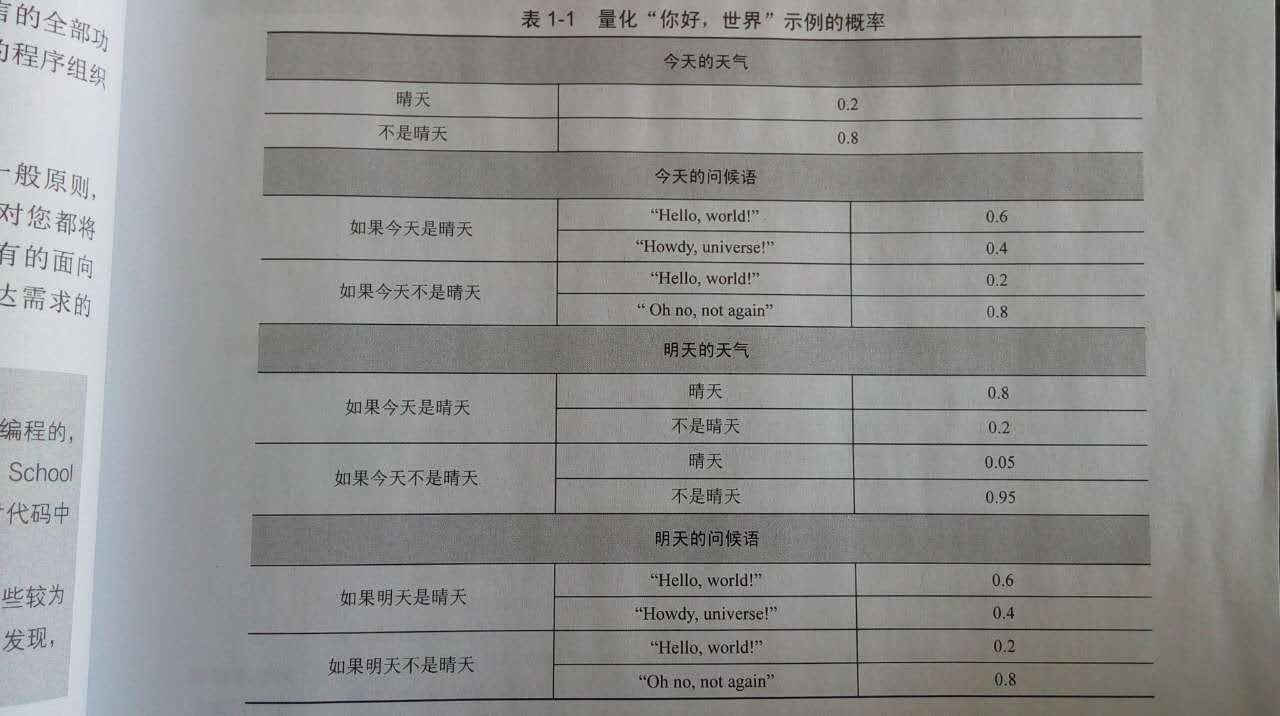 言的全部功
的程序组织
一般原则,
对您都将
有的面向
达需求的
编程的,
School
代码中
些较为
发现,
表 1-1 量化“你好，世界”示例的概率
今天的天气
晴天 0.2
不是晴天 0.8
今天的问候语
如果今天是晴天 “Hello, world!” 0.6
“Howdy, universe!” 0.4
如果今天不是晴天 “Hello, world!” 0.2
“ Oh no, not again” 0.8
明天的天气
如果今天是晴天 晴天 0.8
不是晴天 0.2
如果今天不是晴天 晴天 0.05
不是晴天 0.95
明天的问候语
如果明天是晴天 “Hello, world!” 0.6
“Howdy, universe!” 0.4
如果明天不是晴天 “Hello, world!” 0.2
“Oh no, not again” 0.8